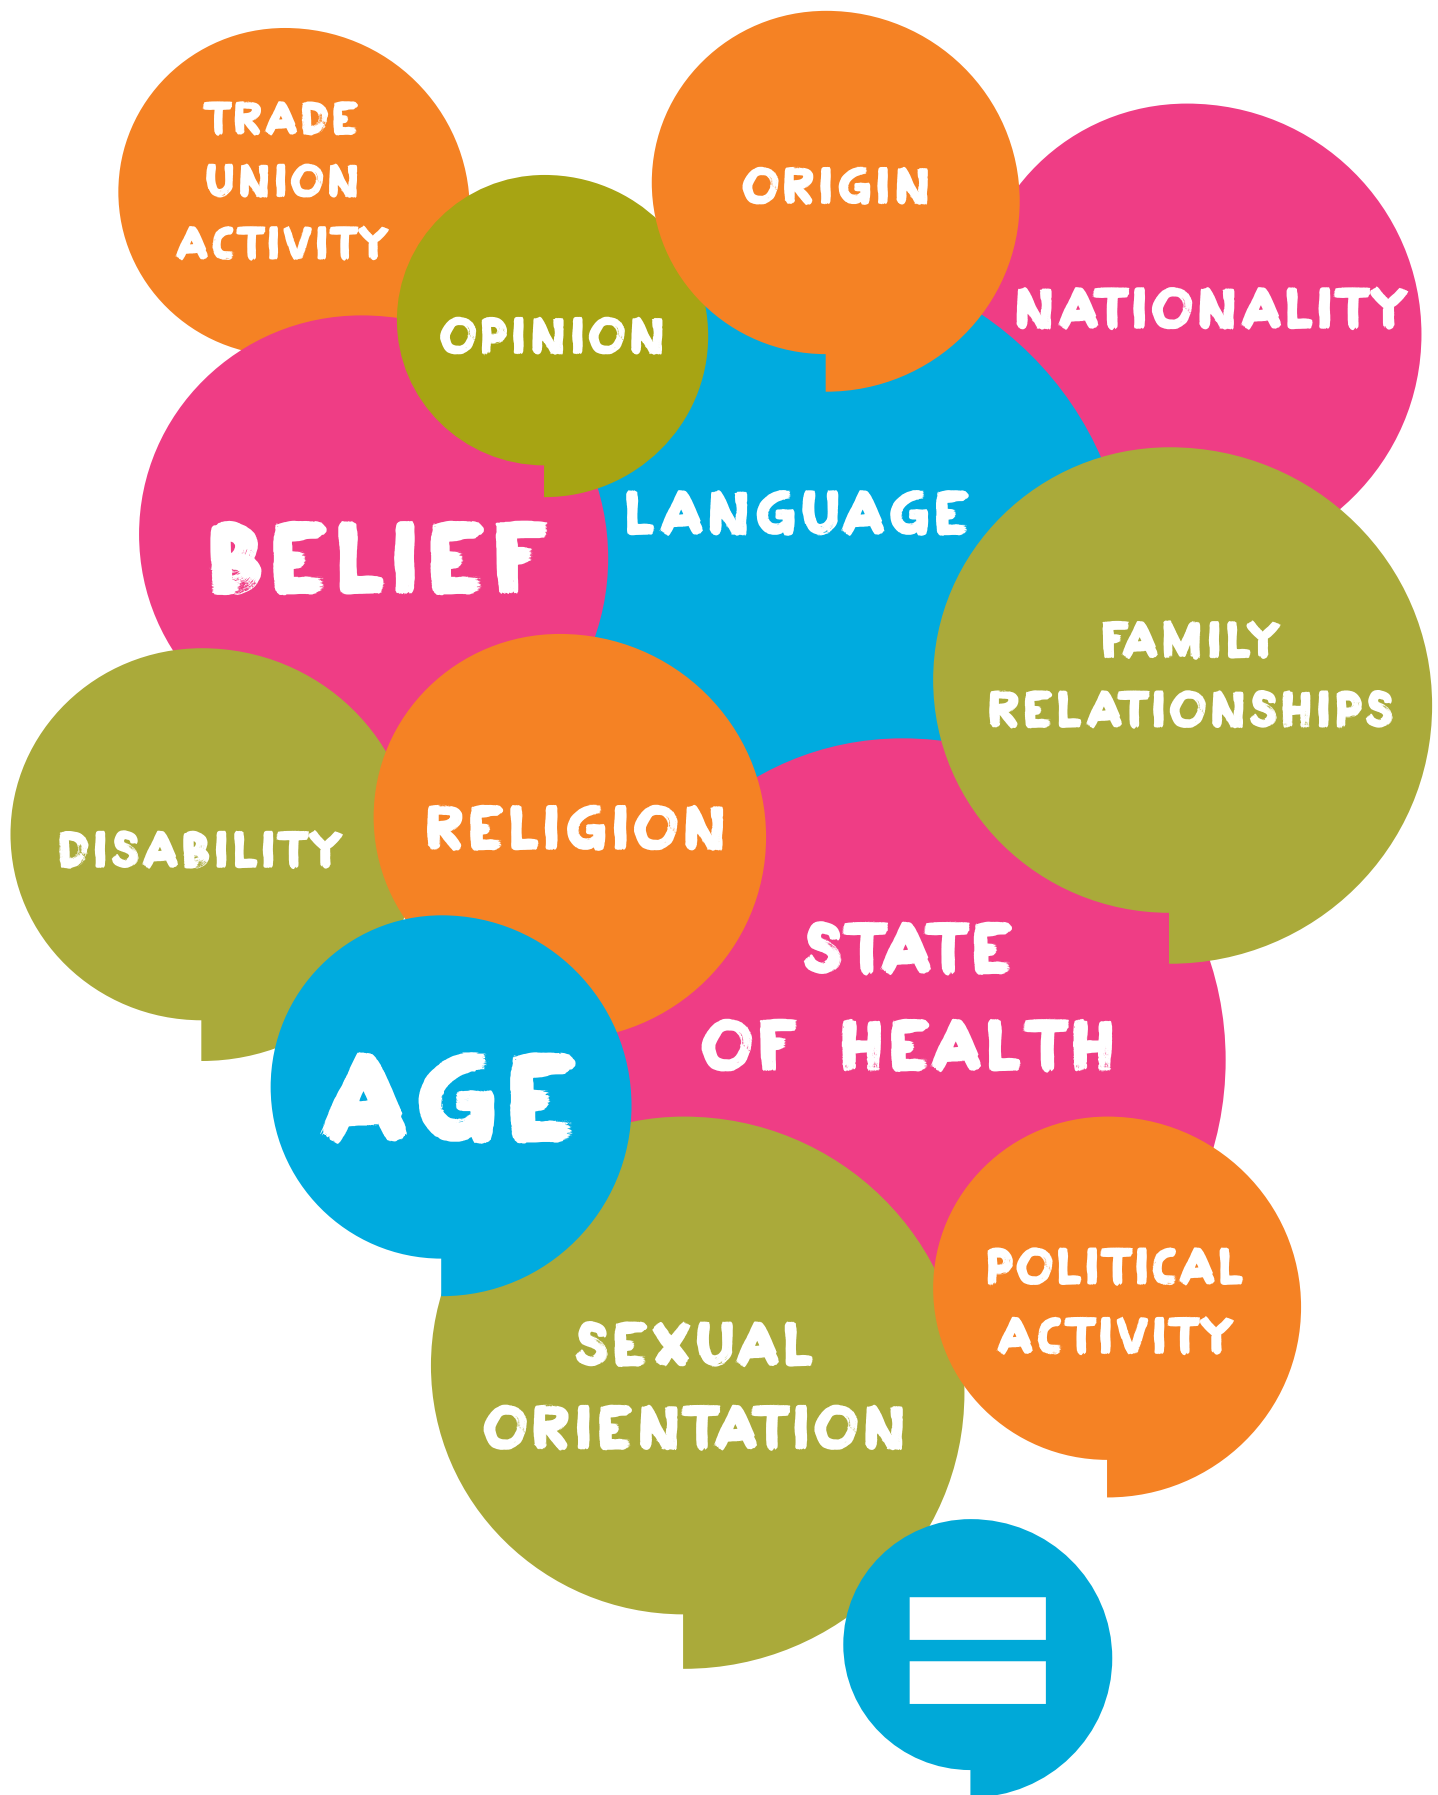 TRADE
UNION
ACTIVITY
ORIGIN
NATIONALITY
OPINION
LANGUAGE
BELIEF
FAMILY
RELATIONSHIPS
DISABILITY
RELIGION
STATE
OF HEALTH
AGE
POLITICAL
ACTIVITY
SEXUAL
ORIENTATION
=